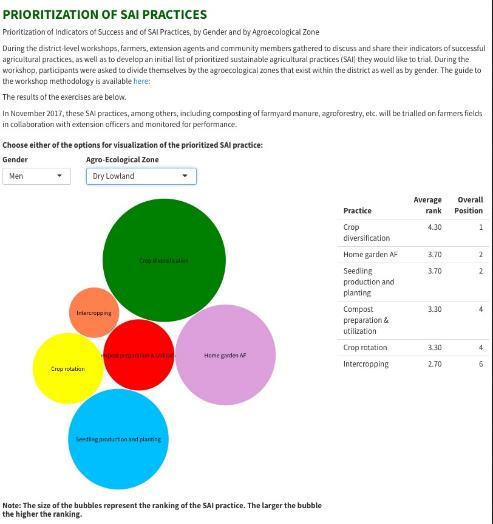 PRIORITIZATION OF SAI PRACTICES
Prioritization of Indicators of Success and of SAI Practices, by Gender and by Agroecological Zone
During the district-level workshops, farmers, extension agents and community members gathered to discuss and share their indicators of successful
agricultural practices, as well as to develop an initial list of prioritized sustainable agricultural practices (SAI) they would like to trial. During the
workshop, participants were asked to divide themselves by the agroecological zones that exist within the district as well as by gender. The guide to
the workshop methodology is available here:
The results of the exercises are below.
In November 2017, these SAI practices, among others, including composting of farmyard manure, agroforestry, etc. will be trialled on farmers fields
in collaboration with extension officers and monitored for performance.
Choose either of the options for visualization of the prioritized SAI practice:
Gender Agro-Ecological Zone
Men Dry Lowland
Crop diversification
Intercropping
Compost preparation & utilization
Home garden AF
Crop rotation
Seedling production and planting
Average Overall
Practice rank Position
Crop 4.30 1
diversification
Home garden AF 3.70 2
Seedling 3.70 2
production and
planting
Compost 3.30 4
preparation &
utilization
Crop rotation 3.30 4
Intercropping 2.70 6
Note: The size of the bubbles represent the ranking of the SAI practice. The larger the bubble
the higher the ranking.